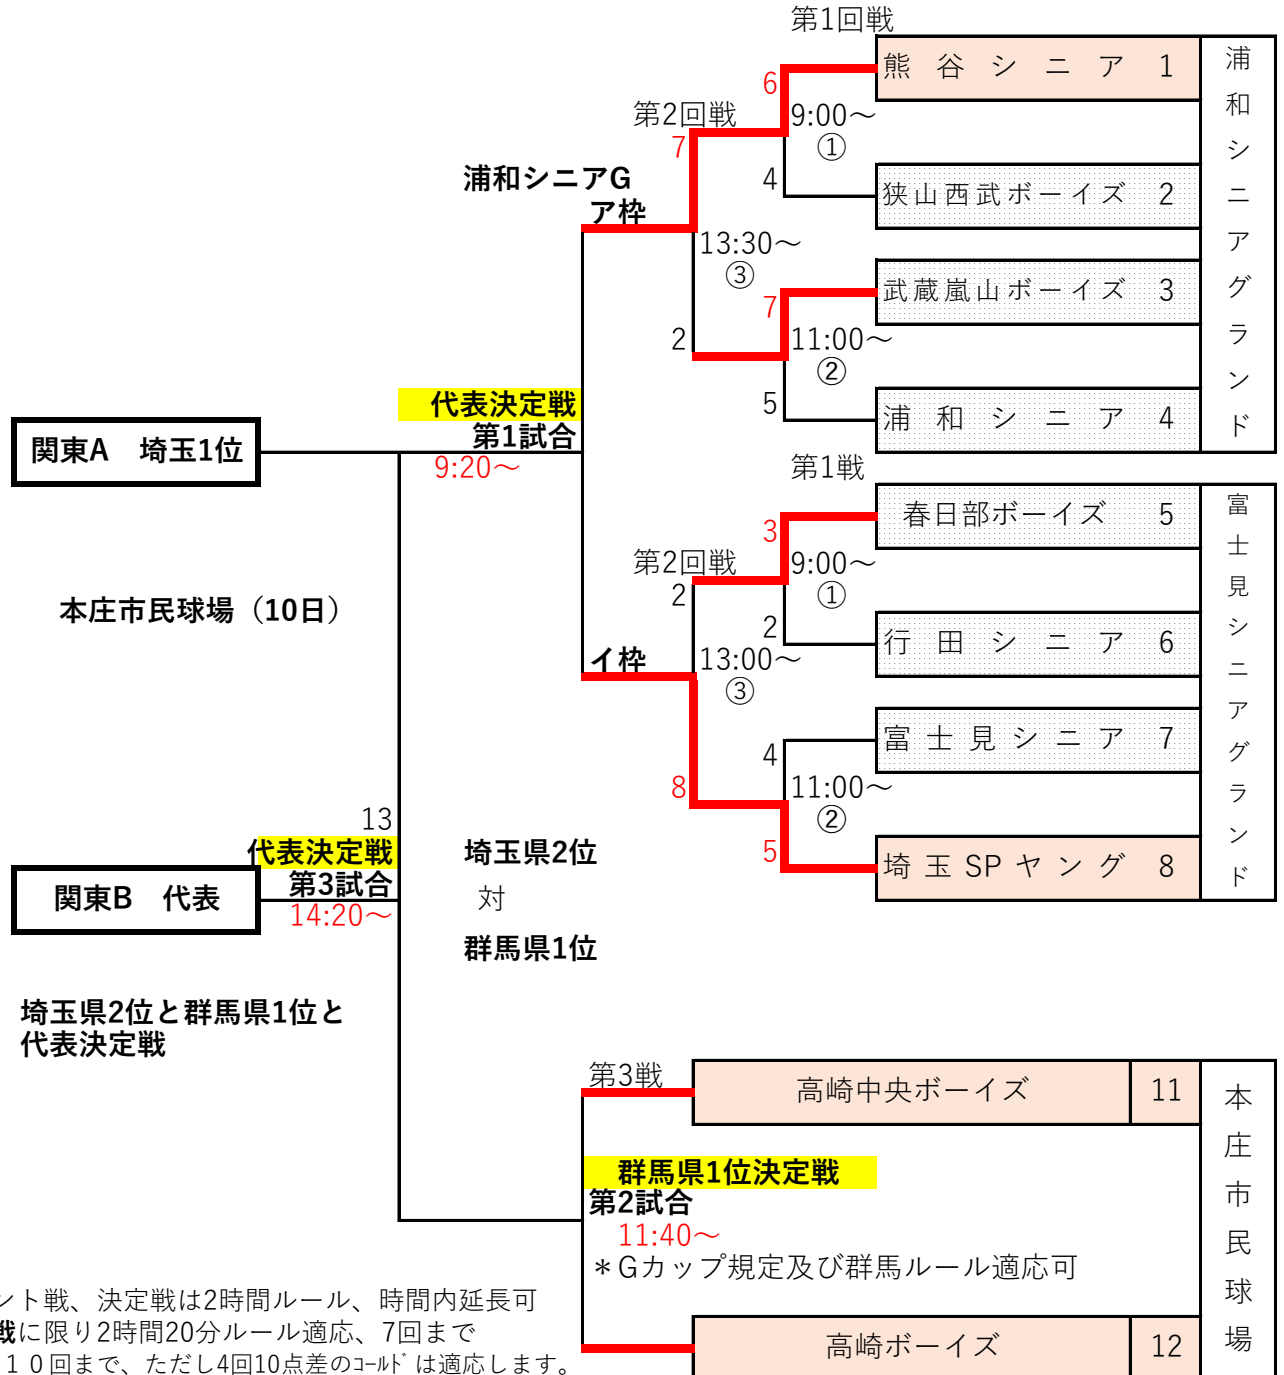 第1回戦
熊谷シニア 1
6
第2回戦
9:00～
①
7
浦和シニアG
ア枠
4
狭山西武ボーイズ 2
13:30～
③
武蔵嵐山ボーイズ 3
7
2
11:00～
②
代表決定戦
5
浦和シニア 4
第1試合
関東A 埼玉1位
9:20～
浦和シニアグランド
第1戦
春日部ボーイズ 5
3
第2回戦
9:00～
①
2
本庄市民球場（10日）
2
行田シニア 6
イ枠
13:00～
③
富士見シニア 7
4
8
11:00～
②
13
代表決定戦
埼玉県2位
5
埼玉SPヤング 8
第3試合
関東B 代表
対
14:20～
富士見シニアグランド
群馬県1位
埼玉県2位と群馬県1位と
代表決定戦
第3戦
高崎中央ボーイズ 11
群馬県1位決定戦
第2試合
11:40～
＊Gカップ規定及び群馬ルール適応可
本庄市民球場
ント戦、決定戦は2時間ルール、時間内延長可
戦に限り2時間20分ルール適応、7回まで
高崎ボーイズ 12
１０回まで、ただし4回10点差のｺｰﾙﾄﾞは適応します。